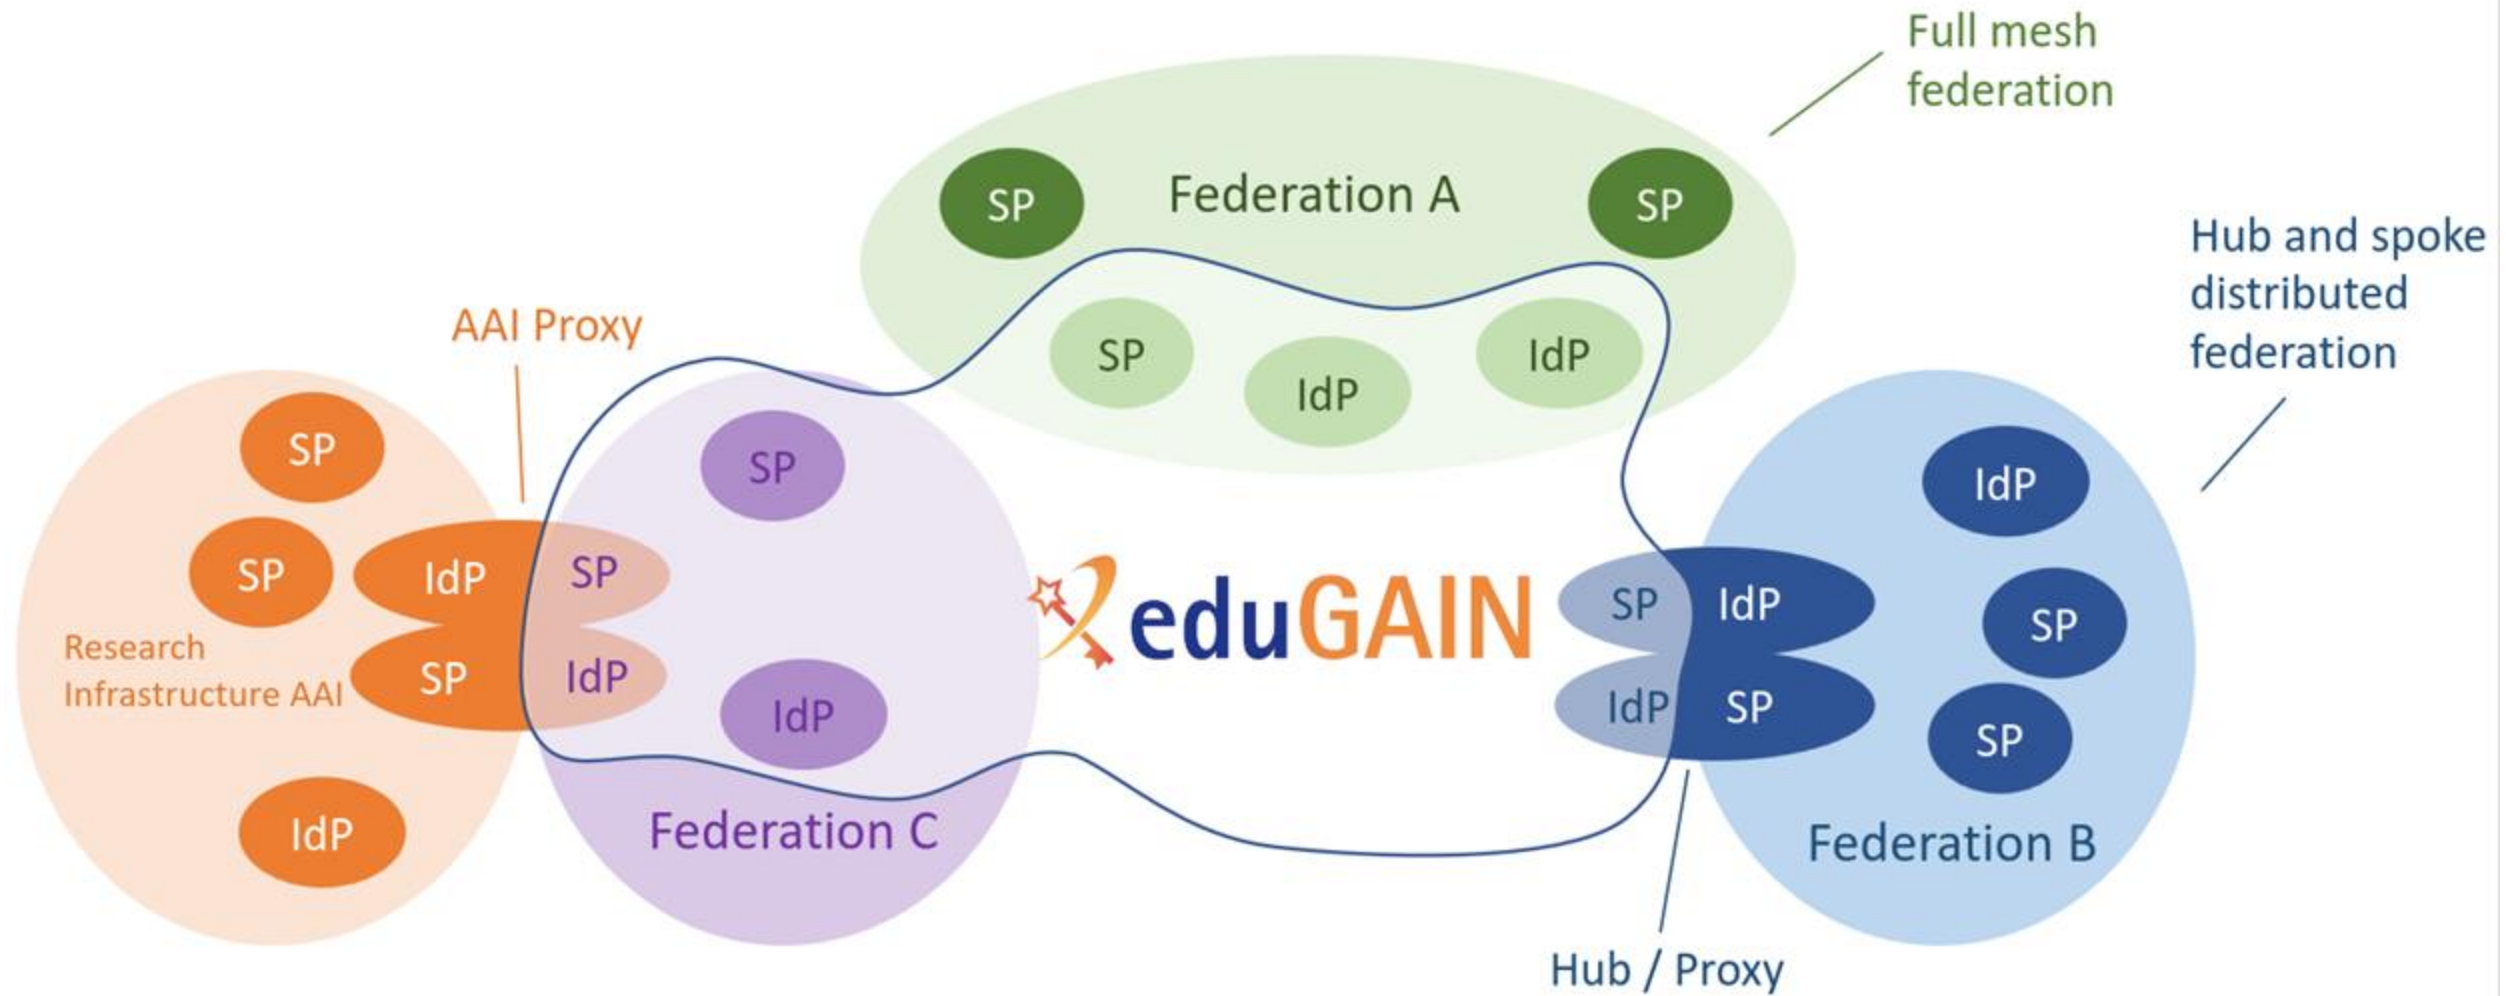 Full mesh
federation
SP
Federation A
SP
Hub and spoke
distributed
federation
AAI Proxy
SP
IdP
IdP
SP
SP
IdP
SP
IdP
SP
SP
IdP
eduGAIN
SP
IdP
SP
Research
Infrastructure AAI
SP
IdP
IdP
IdP
SP
SP
IdP
Federation C
Federation B
Hub / Proxy